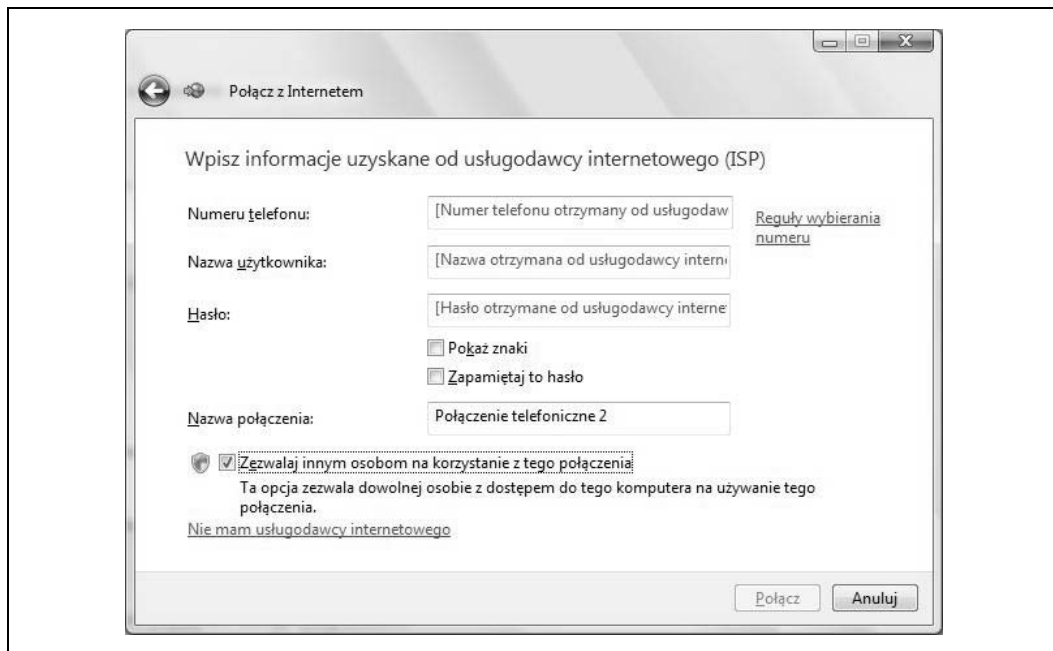 Połącz z Internetem
Wpisz informacje uzyskane od usługodawcy internetowego (ISP)
Numeru telefonu:
[Numer telefonu otrzymany od usługodaw
Reguły wybierania
numeru
Nazwa użytkownika:
[Nazwa otrzymana od usługodawcy interne
Hasło:
[Hasło otrzymane od usługodawcy interne
Pokaż znaki
Zapamiętaj to hasło
Nazwa połączenia:
Połączenie telefoniczne 2
Zezwalaj innym osobom na korzystanie z tego połączenia
Ta opcja zezwala dowolnej osobie z dostępem do tego komputera na używanie tego
połączenia.
Nie mam usługodawcy internetowego
Połącz
Anuluj